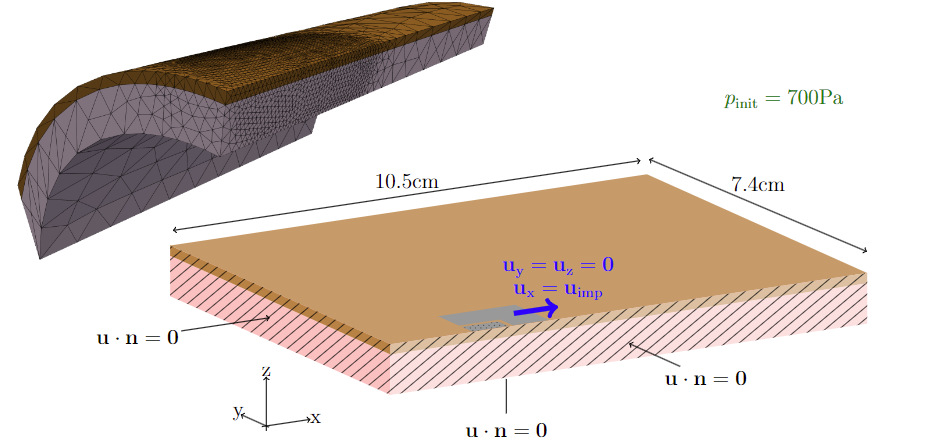 p_init = 700Pa
10.5cm
7.4cm
u_y = u_z = 0
u_x = u_imp
u · n = 0
u · n = 0
z
y
x
u · n = 0